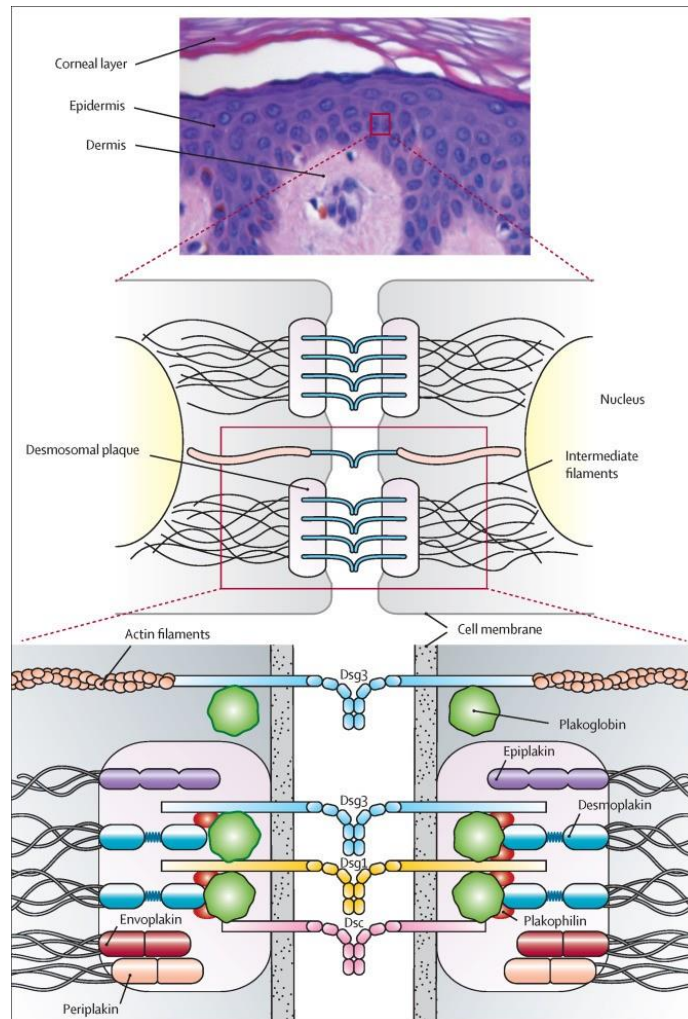 Corneal layer
Epidermis
Dermis
Nucleus
Desmosomal plaque
Intermediate
filaments
Actin filaments
Cell membrane
Dsg3
Plakoglobin
Epiplakin
Dsg3
Desmoplakin
Dsg1
Dsc
Envoplakin
Plakophilin
Periplakin